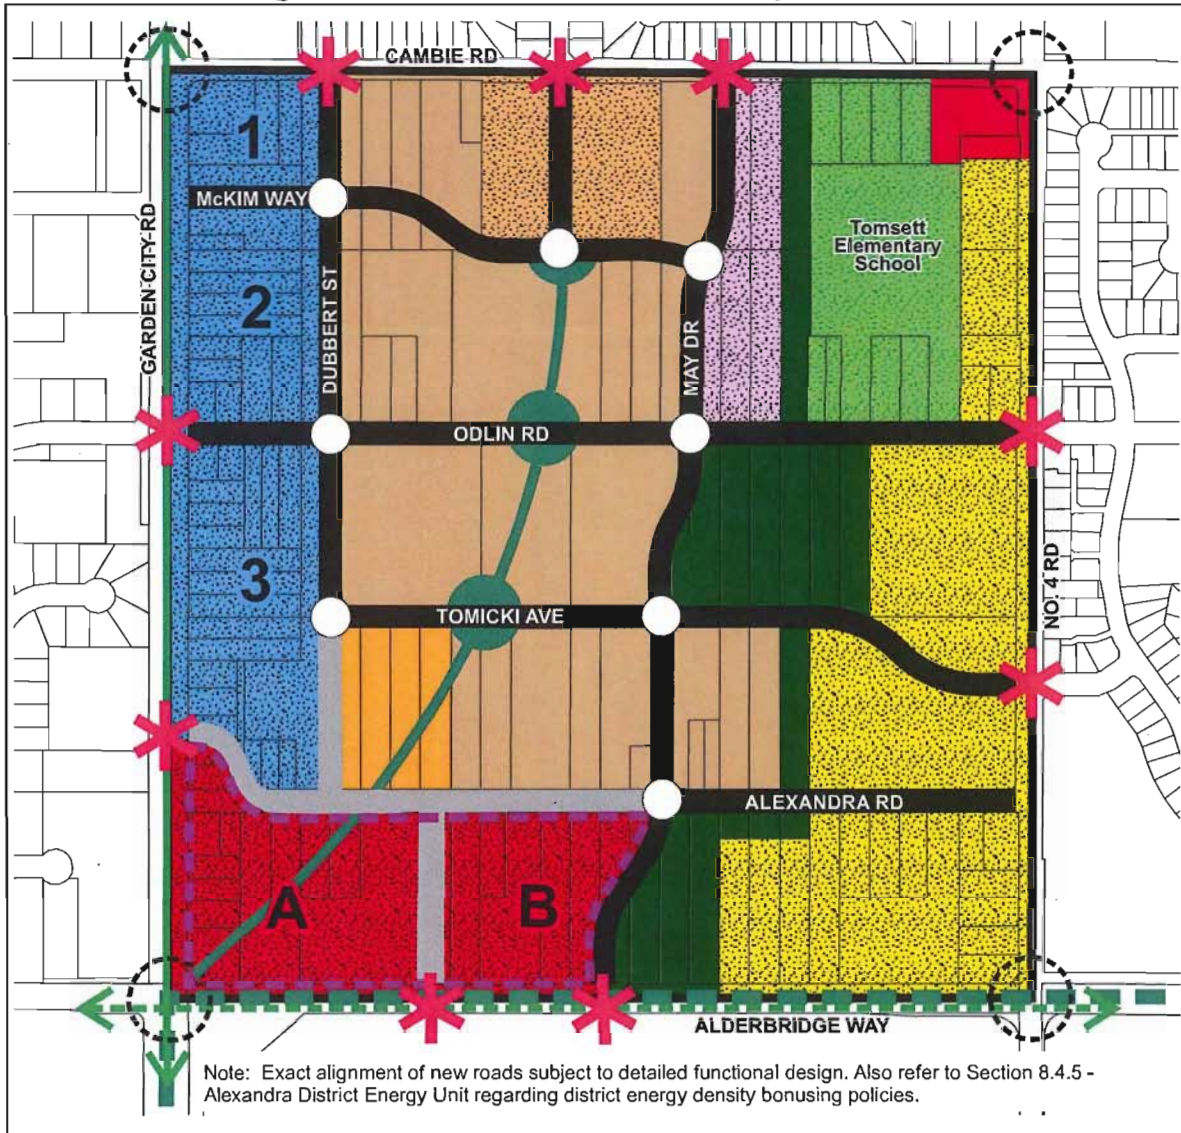 CAMBIE RD
1
McKIM WAY
GARDEN CITY RD
DUBBERT ST
2
MAY DR
Tomsett
Elementary
School
ODLIN RD
3
NO. 4 RD
TOMICKI AVE
ALEXANDRA RD
A
B
ALDERBRIDGE WAY
Note: Exact alignment of new roads subject to detailed functional design. Also refer to Section 8.4.5 -
Alexandra District Energy Unit regarding district energy density bonusing policies.